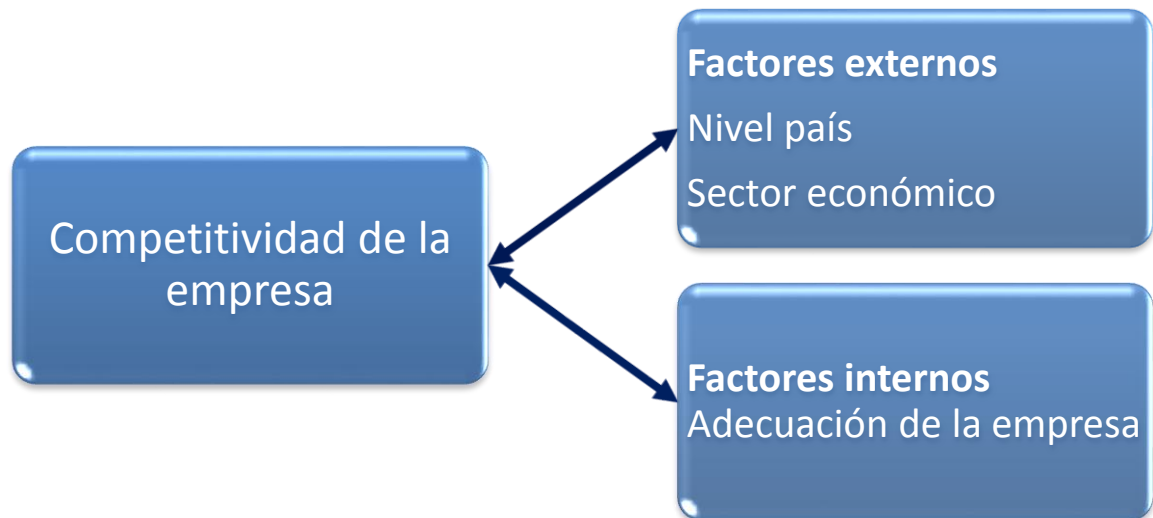 Competitividad de la
empresa
Factores externos
Nivel país
Sector económico
Factores internos
Adecuación de la empresa